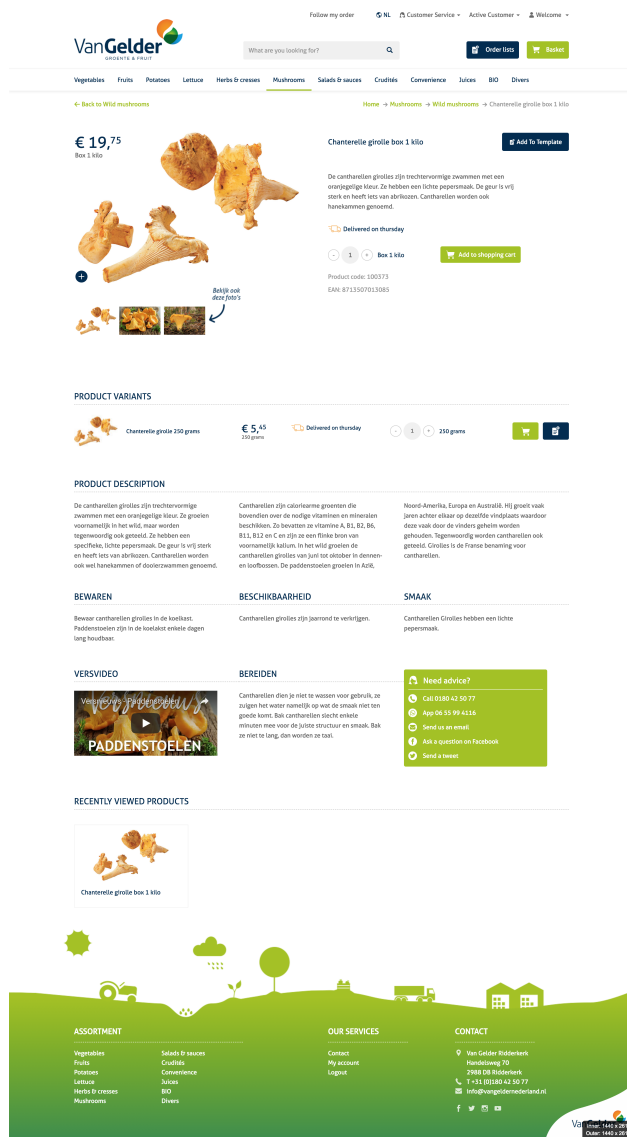 Follow my order
NL
Customer Service
Active Customer
Welcome
VanGelder
GROENTE & FRUIT
What are you looking for?
Order lists
Basket
Vegetables Fruits Potatoes Lettuce Herbs & cresses Mushrooms Salads & sauces Crudités Convenience Juices BIO Divers
← Back to Wild mushrooms
Home → Mushrooms → Wild mushrooms → Chanterelle girolle box 1 kilo
€ 19,75
Box 1 kilo
Chanterelle girolle box 1 kilo
Add To Template
De cantharellen girolles zijn trechtervormige zwammen met een
oranjegelige kleur. Ze hebben een lichte pepersmaak. De geur is vrij
sterk en heeft iets van abrikozen. Cantharellen worden ook
hanekammen genoemd.
Delivered on thursday
- 1 + Box 1 kilo
Add to shopping cart
Product code: 100373
EAN: 8713507013085
Bekijk ook
deze foto's
PRODUCT VARIANTS
Chanterelle girolle 250 grams
€ 5,45
250 grams
Delivered on thursday
- 1 + 250 grams
PRODUCT DESCRIPTION
De cantharellen girolles zijn trechtervormige
zwammen met een oranjegelige kleur. Ze groeien
voornamelijk in het wild, maar worden
tegenwoordig ook geteeld. Ze hebben een
specifieke, lichte pepersmaak. De geur is vrij sterk
en heeft iets van abrikozen. Cantharellen worden
ook wel hanekammen of dooierzwammen genoemd.
Cantharellen zijn caloriearme groenten die
bovendien over de nodige vitaminen en mineralen
beschikken. Zo bevatten ze vitamine A, B1, B2, B6,
B11, B12 en C en zijn ze een flinke bron van
voornamelijk kalium. In het wild groeien de
cantharellen girolles van juni tot oktober in dennen-
en loofbossen. De paddenstoelen groeien in Azië,
Noord-Amerika, Europa en Australië. Hij groeit vaak
jaren achter elkaar op dezelfde vindplaats waardoor
deze vaak door de vinders geheim worden
gehouden. Tegenwoordig worden cantharellen ook
geteeld. Girolles is de Franse benaming voor
cantharellen.
BEWAREN
Bewaar cantharellen girolles in de koelkast.
Paddenstoelen zijn in de koelakst enkele dagen
lang houdbaar.
BESCHIKBAARHEID
Cantharellen girolles zijn jaarrond te verkrijgen.
SMAAK
Cantharellen Girolles hebben een lichte
pepersmaak.
VERSVIDEO
Versnieuws - Paddenstoelen
PADDENSTOELEN
BEREIDEN
Cantharellen dien je niet te wassen voor gebruik, ze
zuigen het water namelijk op wat de smaak niet ten
goede komt. Bak cantharellen slecht enkele
minuten mee voor de juiste structuur en smaak. Bak
ze niet te lang, dan worden ze taai.
Need advice?
Call 0180 42 50 77
App 06 55 99 4116
Send us an email
Ask a question on Facebook
Send a tweet
RECENTLY VIEWED PRODUCTS
Chanterelle girolle box 1 kilo
ASSORTMENT
Vegetables
Fruits
Potatoes
Lettuce
Herbs & cresses
Mushrooms
Salads & sauces
Crudités
Convenience
Juices
BIO
Divers
OUR SERVICES
Contact
My account
Logout
CONTACT
Van Gelder Ridderkerk
Handelsweg 70
2988 DB Ridderkerk
T +31 (0)180 42 50 77
info@vangeldernederland.nl
Inner: 1440 x 261
Outer: 1440 x 261